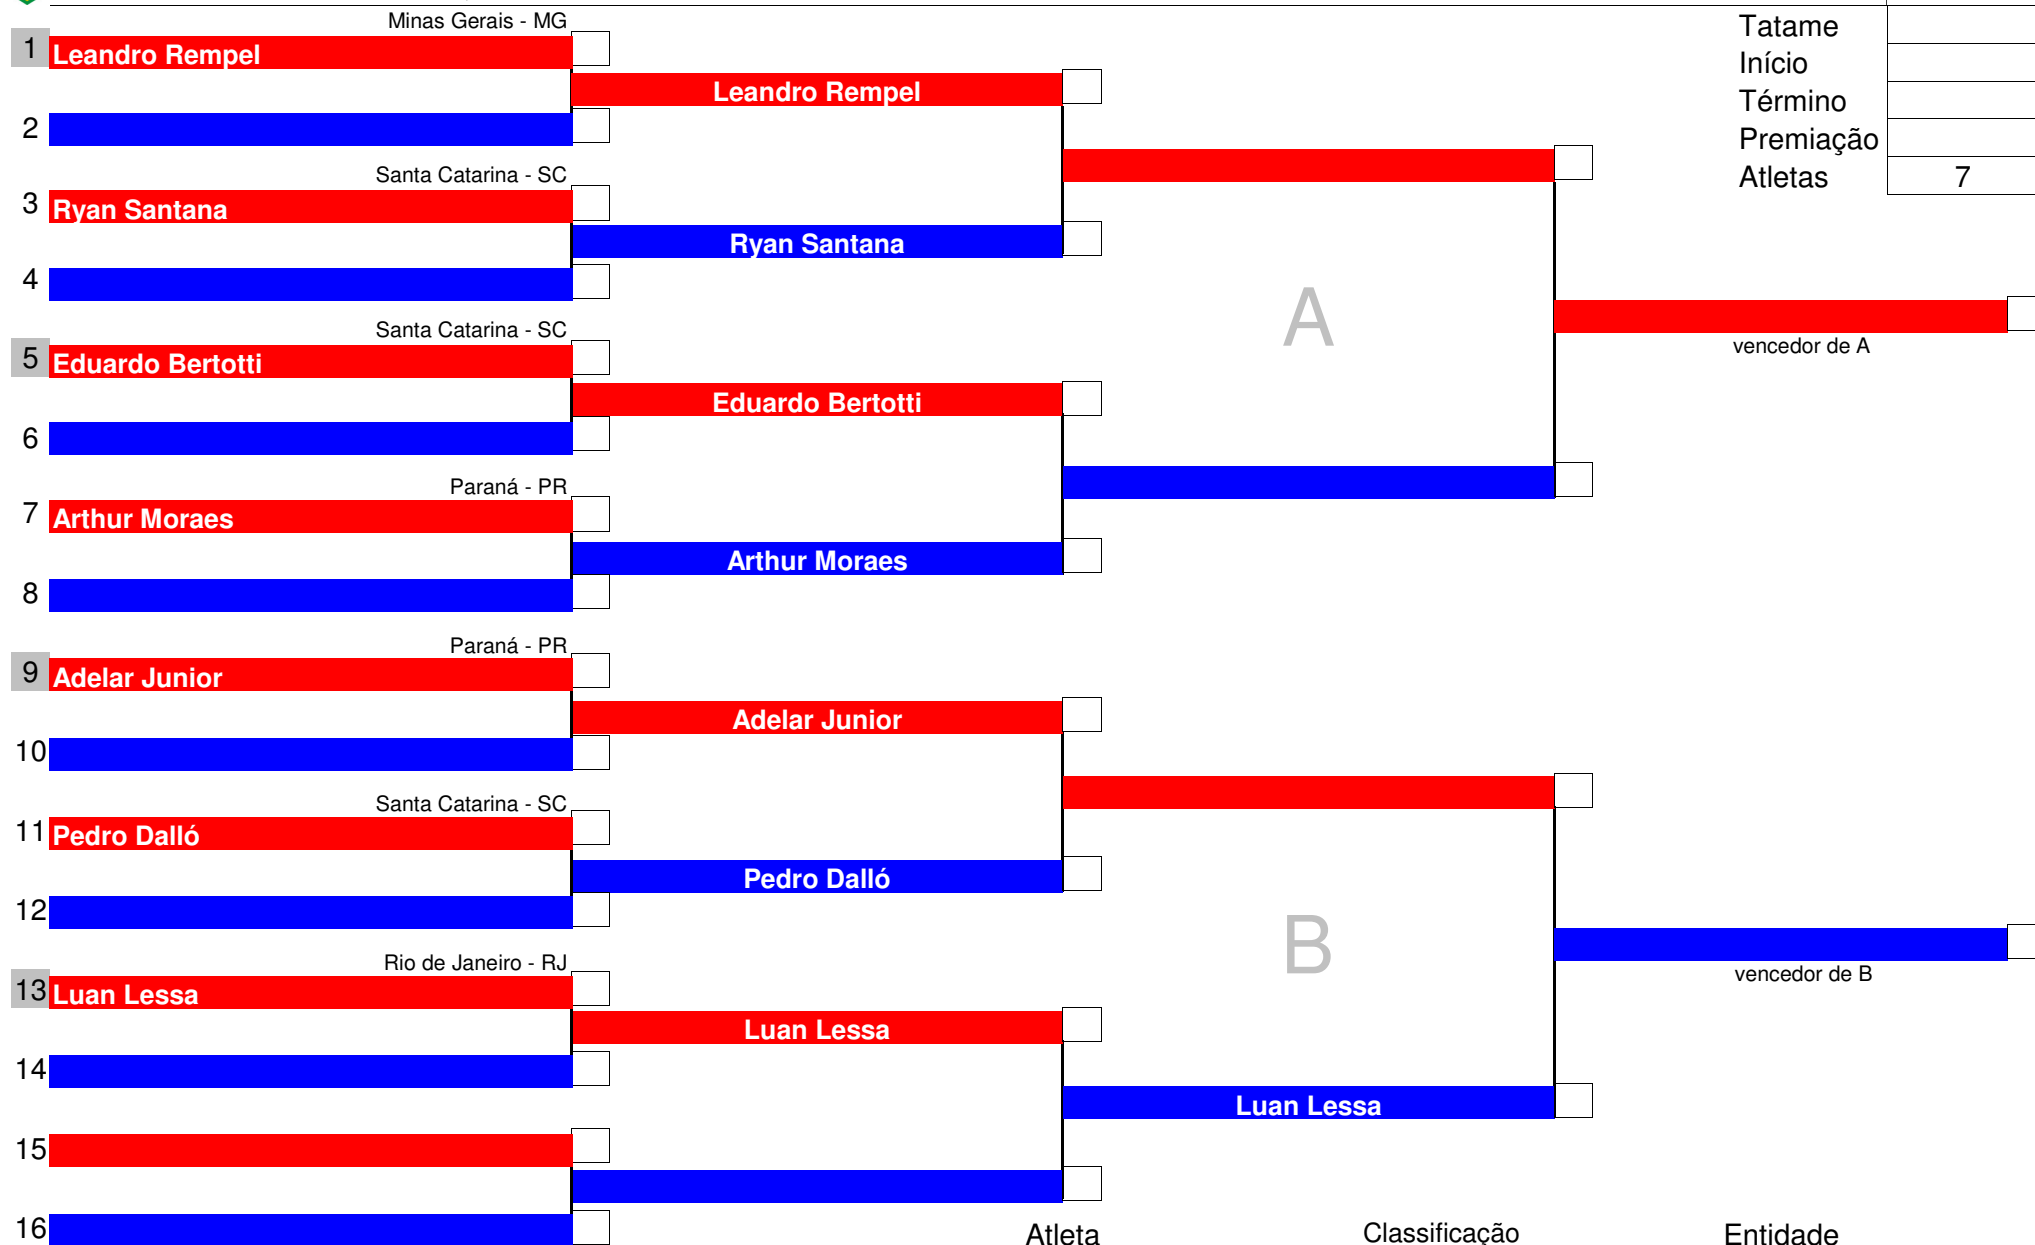 Minas Gerais - MG
1 Leandro Rempel
Leandro Rempel
2
Santa Catarina - SC
3 Ryan Santana
Ryan Santana
4
Santa Catarina - SC
5 Eduardo Bertotti
Eduardo Bertotti
6
Paraná - PR
7 Arthur Moraes
Arthur Moraes
8
Paraná - PR
9 Adelar Junior
Adelar Junior
10
Santa Catarina - SC
11 Pedro Dalló
Pedro Dalló
12
Rio de Janeiro - RJ
13 Luan Lessa
Luan Lessa
14
Luan Lessa
15
16
A
vencedor de A
B
vencedor de B
Tatame
Início
Término
Premiação
Atletas 7
Atleta Classificação Entidade